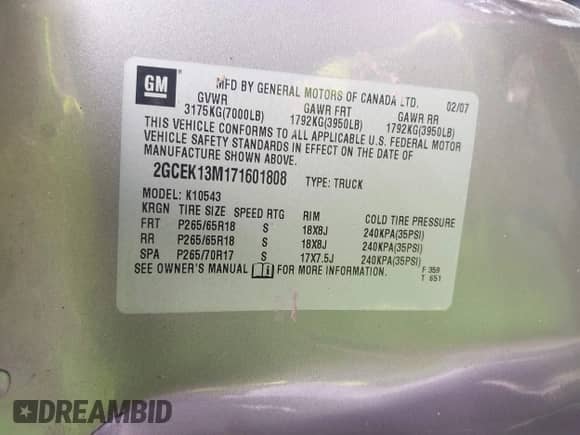 GM
MFD BY GENERAL MOTORS OF CANADA LTD. 02/07
GVWR GAWR FRT GAWR RR
3175KG(7000LB) 1792KG(3950LB) 1792KG(3950LB)
THIS VEHICLE CONFORMS TO ALL APPLICABLE U.S. FEDERAL MOTOR
VEHICLE SAFETY STANDARDS IN EFFECT ON THE DATE OF
MANUFACTURE SHOWN ABOVE.
2GCEK13M171601808 TYPE: TRUCK
MODEL: K10543
KRGN TIRE SIZE SPEED RTG RIM COLD TIRE PRESSURE
FRT P265/65R18 S 18X8J 240KPA(35PSI)
RR P265/65R18 S 18X8J 240KPA(35PSI)
SPA P265/70R17 S 17X7.5J 240KPA(35PSI)
SEE OWNER'S MANUAL FOR MORE INFORMATION.
F 359
T 651
DREAMBID